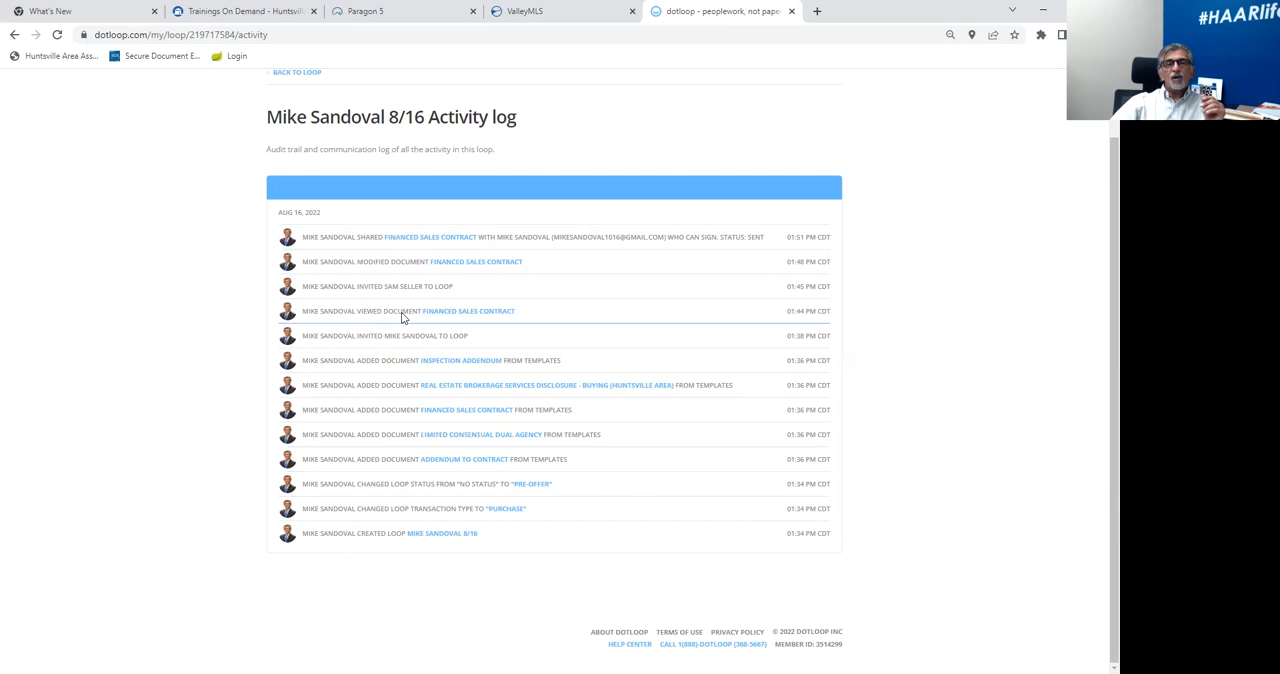 What's New
Trainings On Demand - Huntsvill
Paragon 5
ValleyMLS
dotloop - peoplework, not pape
dotloop.com/my/loop/219717584/activity
Huntsville Area Ass...
Secure Document E...
Login
#HAARlife
BACK TO LOOP
Mike Sandoval 8/16 Activity log
Audit trail and communication log of all the activity in this loop.
AUG 16, 2022
MIKE SANDOVAL SHARED FINANCED SALES CONTRACT WITH MIKE SANDOVAL (MIKESANDOVAL1016@GMAIL.COM) WHO CAN SIGN. STATUS: SENT 01:51 PM CDT
MIKE SANDOVAL MODIFIED DOCUMENT FINANCED SALES CONTRACT 01:48 PM CDT
MIKE SANDOVAL INVITED SAM SELLER TO LOOP 01:45 PM CDT
MIKE SANDOVAL VIEWED DOCUMENT FINANCED SALES CONTRACT 01:44 PM CDT
MIKE SANDOVAL INVITED MIKE SANDOVAL TO LOOP 01:38 PM CDT
MIKE SANDOVAL ADDED DOCUMENT INSPECTION ADDENDUM FROM TEMPLATES 01:36 PM CDT
MIKE SANDOVAL ADDED DOCUMENT REAL ESTATE BROKERAGE SERVICES DISCLOSURE - BUYING (HUNTSVILLE AREA) FROM TEMPLATES 01:36 PM CDT
MIKE SANDOVAL ADDED DOCUMENT FINANCED SALES CONTRACT FROM TEMPLATES 01:36 PM CDT
MIKE SANDOVAL ADDED DOCUMENT LIMITED CONSENSUAL DUAL AGENCY FROM TEMPLATES 01:36 PM CDT
MIKE SANDOVAL ADDED DOCUMENT ADDENDUM TO CONTRACT FROM TEMPLATES 01:36 PM CDT
MIKE SANDOVAL CHANGED LOOP STATUS FROM "NO STATUS" TO "PRE-OFFER" 01:34 PM CDT
MIKE SANDOVAL CHANGED LOOP TRANSACTION TYPE TO "PURCHASE" 01:34 PM CDT
MIKE SANDOVAL CREATED LOOP MIKE SANDOVAL 8/16 01:34 PM CDT
ABOUT DOTLOOP TERMS OF USE PRIVACY POLICY © 2022 DOTLOOP INC
HELP CENTER CALL 1(888)-DOTLOOP (368-5667) MEMBER ID: 3514299